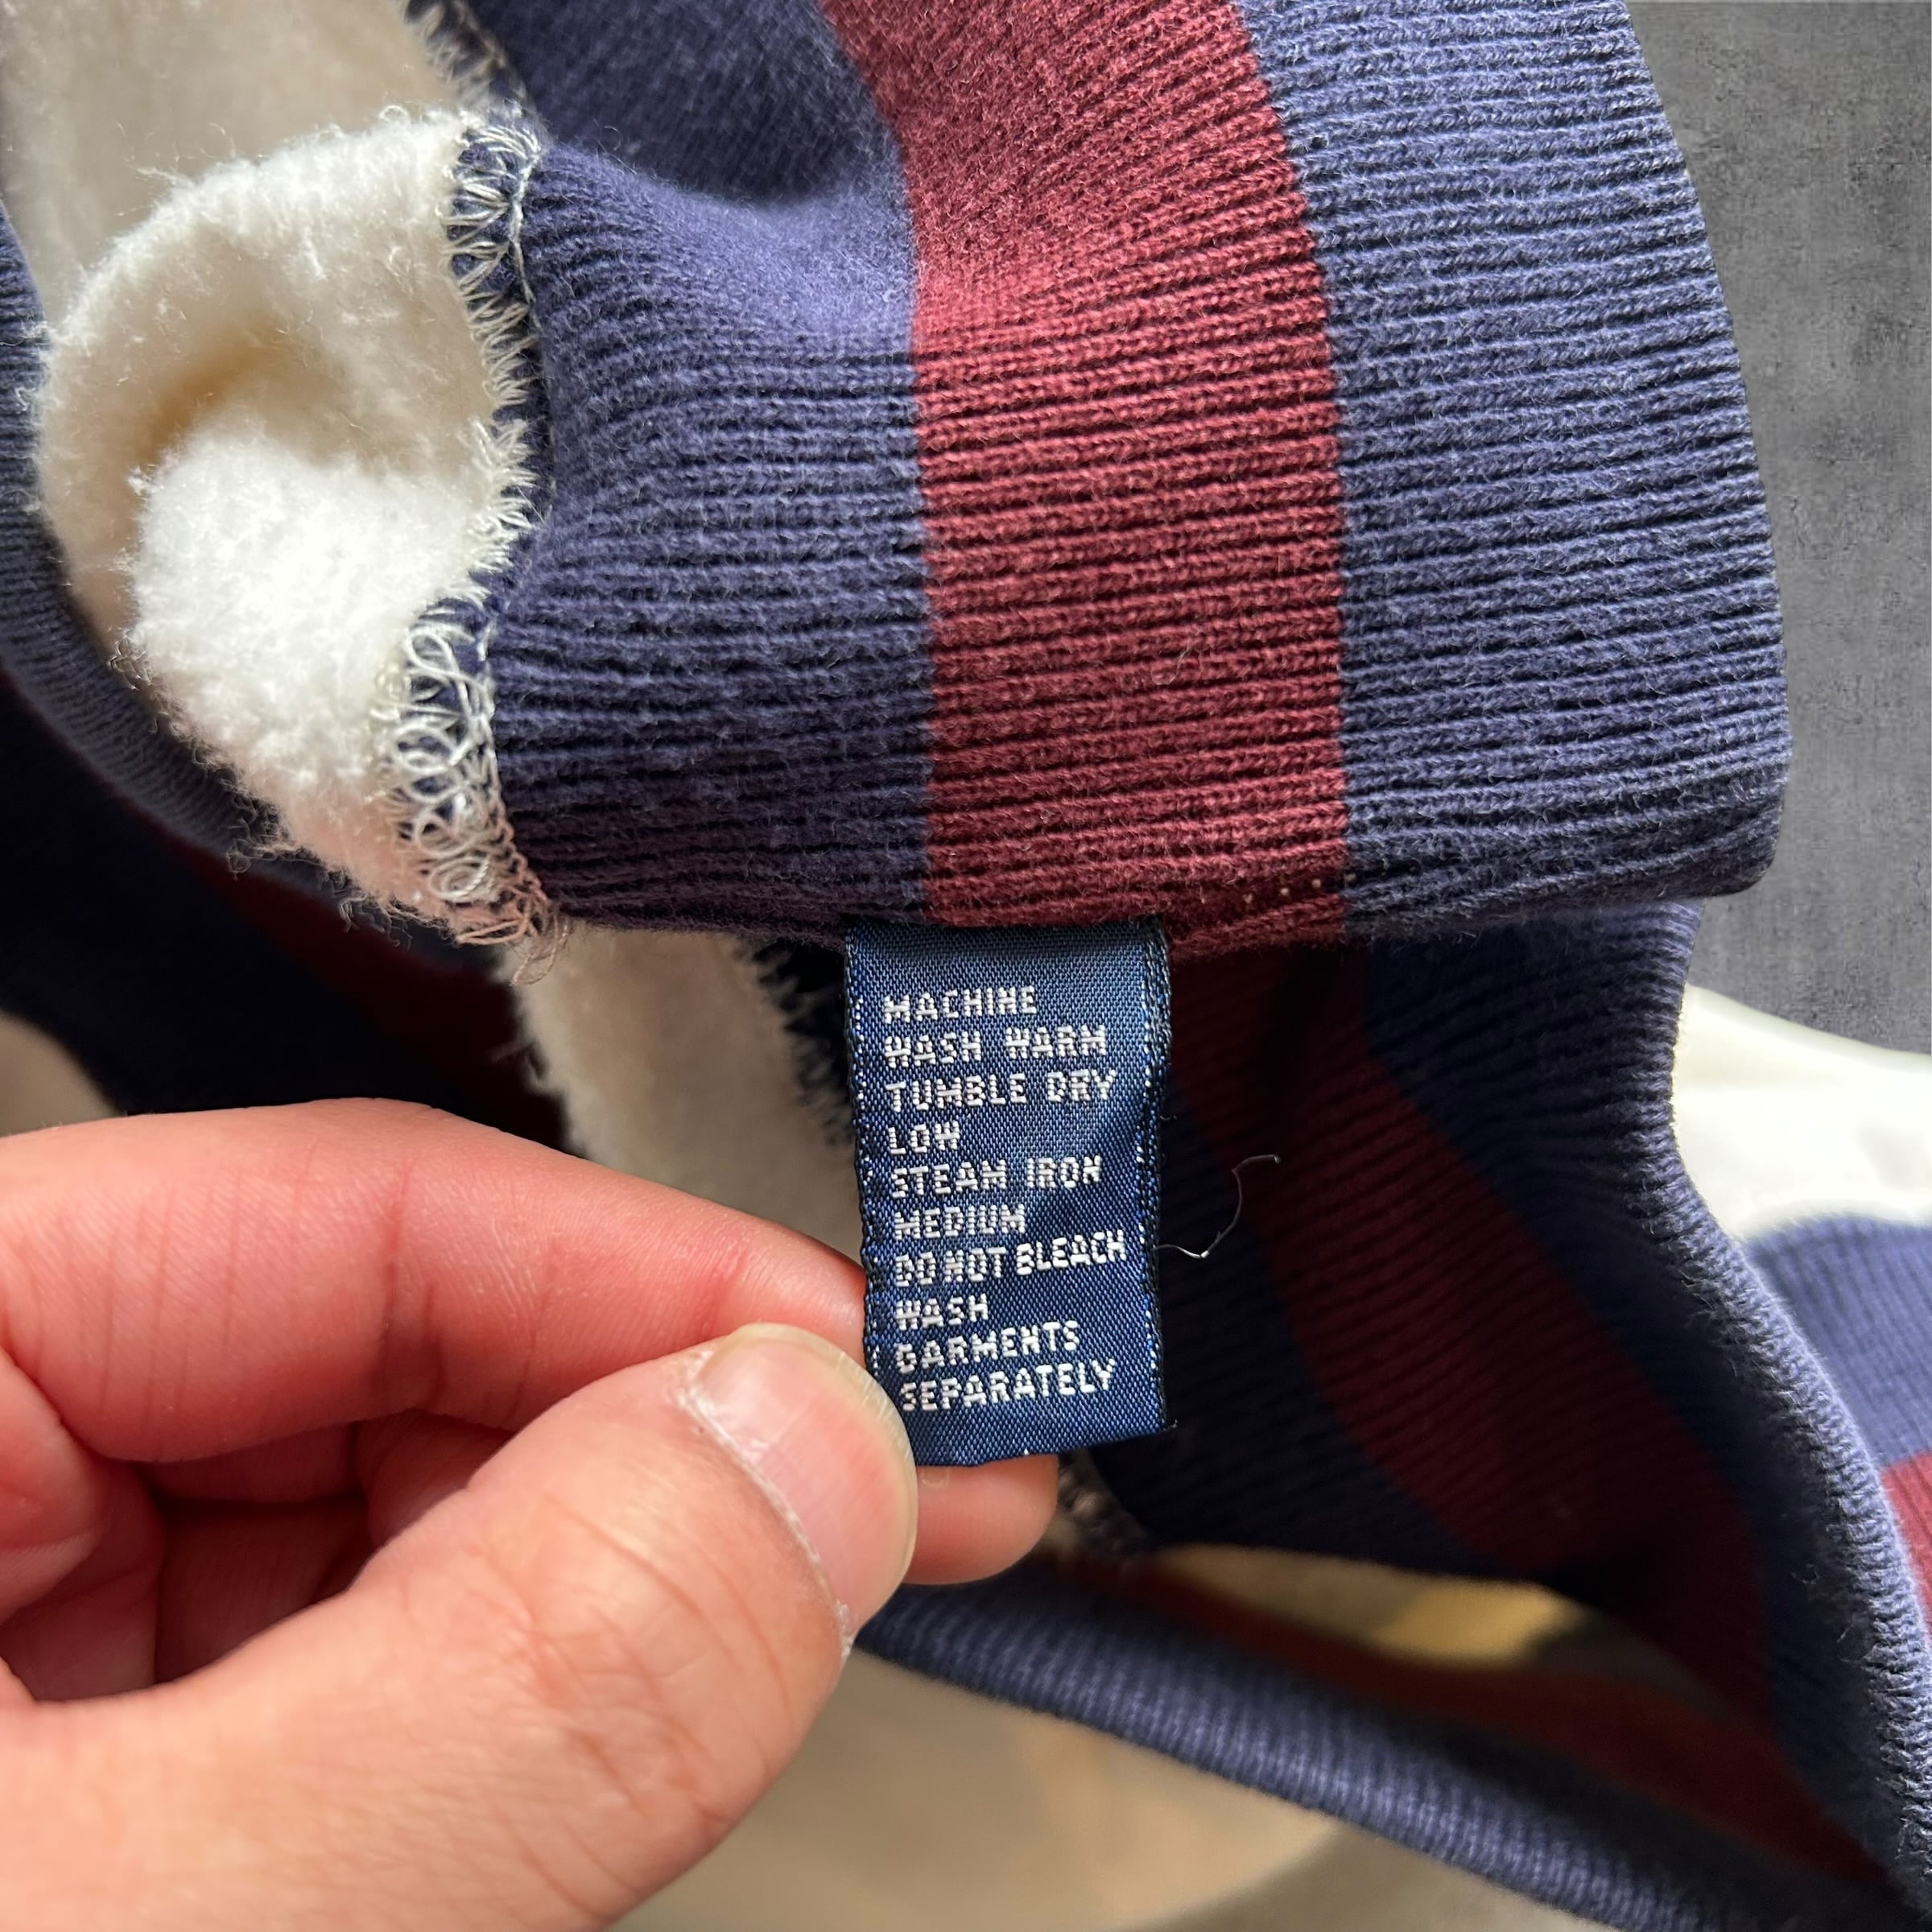 MACHINE
WASH WARM
TUMBLE DRY
LOW
STEAM IRON
MEDIUM
DO NOT BLEACH
WASH
GARMENTS
SEPARATELY